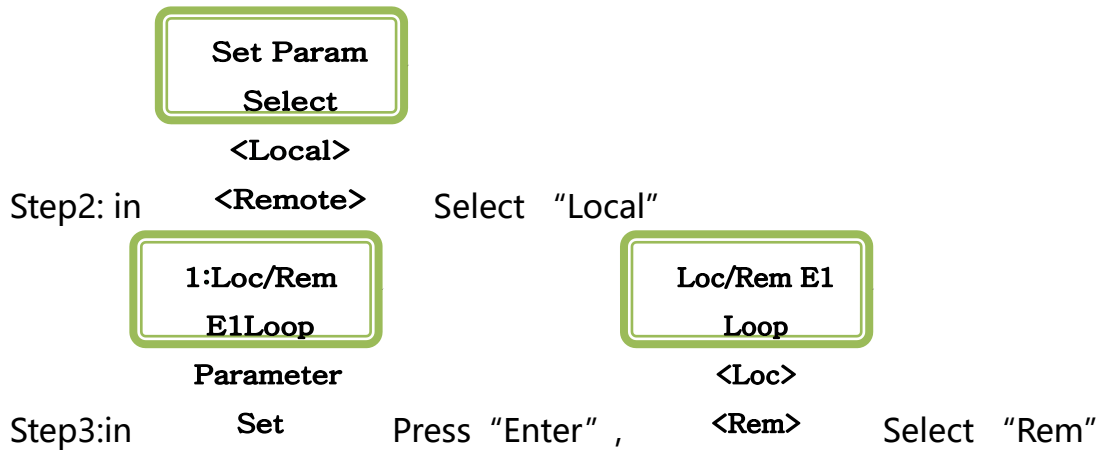 Set Param
Select
<Local>
Step2: in <Remote> Select “Local”
1:Loc/Rem
E1Loop
Parameter
Loc/Rem E1
Loop
<Loc>
Step3:in Set Press “Enter” , <Rem> Select “Rem”